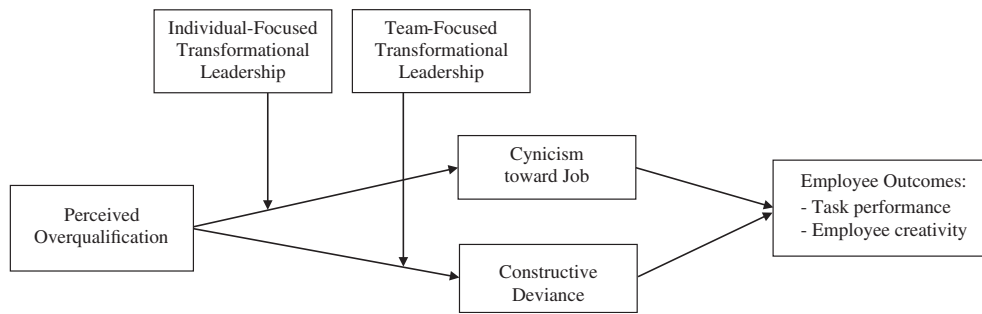 Individual-Focused
Transformational
Leadership
Team-Focused
Transformational
Leadership
Cynicism
toward Job
Perceived
Overqualification
Employee Outcomes:
- Task performance
- Employee creativity
Constructive
Deviance